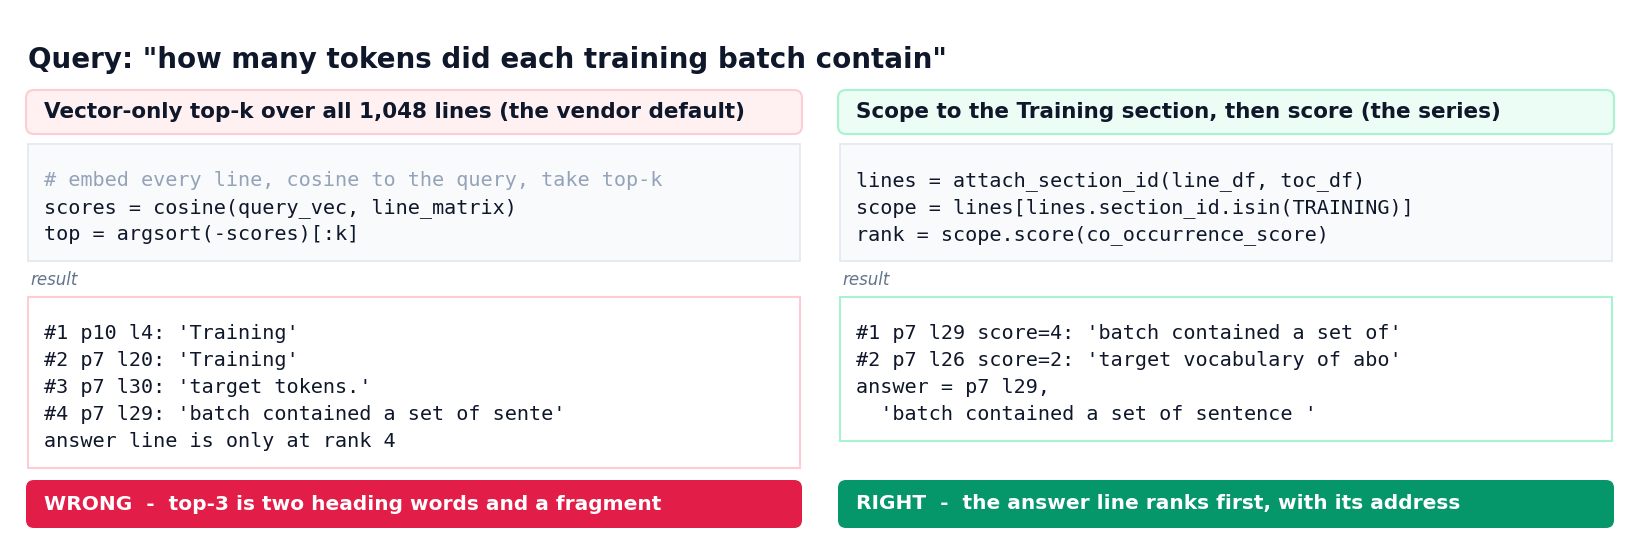 Query: "how many tokens did each training batch contain"
Vector-only top-k over all 1,048 lines (the vendor default)
# embed every line, cosine to the query, take top-k
scores = cosine(query_vec, line_matrix)
top = argsort(-scores)[:k]
result
#1 p10 l4: 'Training'
#2 p7 l20: 'Training'
#3 p7 l30: 'target tokens.'
#4 p7 l29: 'batch contained a set of sente'
answer line is only at rank 4
WRONG - top-3 is two heading words and a fragment
Scope to the Training section, then score (the series)
lines = attach_section_id(line_df, toc_df)
scope = lines[lines.section_id.isin(TRAINING)]
rank = scope.score(co_occurrence_score)
result
#1 p7 l29 score=4: 'batch contained a set of'
#2 p7 l26 score=2: 'target vocabulary of abo'
answer = p7 l29,
'batch contained a set of sentence '
RIGHT - the answer line ranks first, with its address